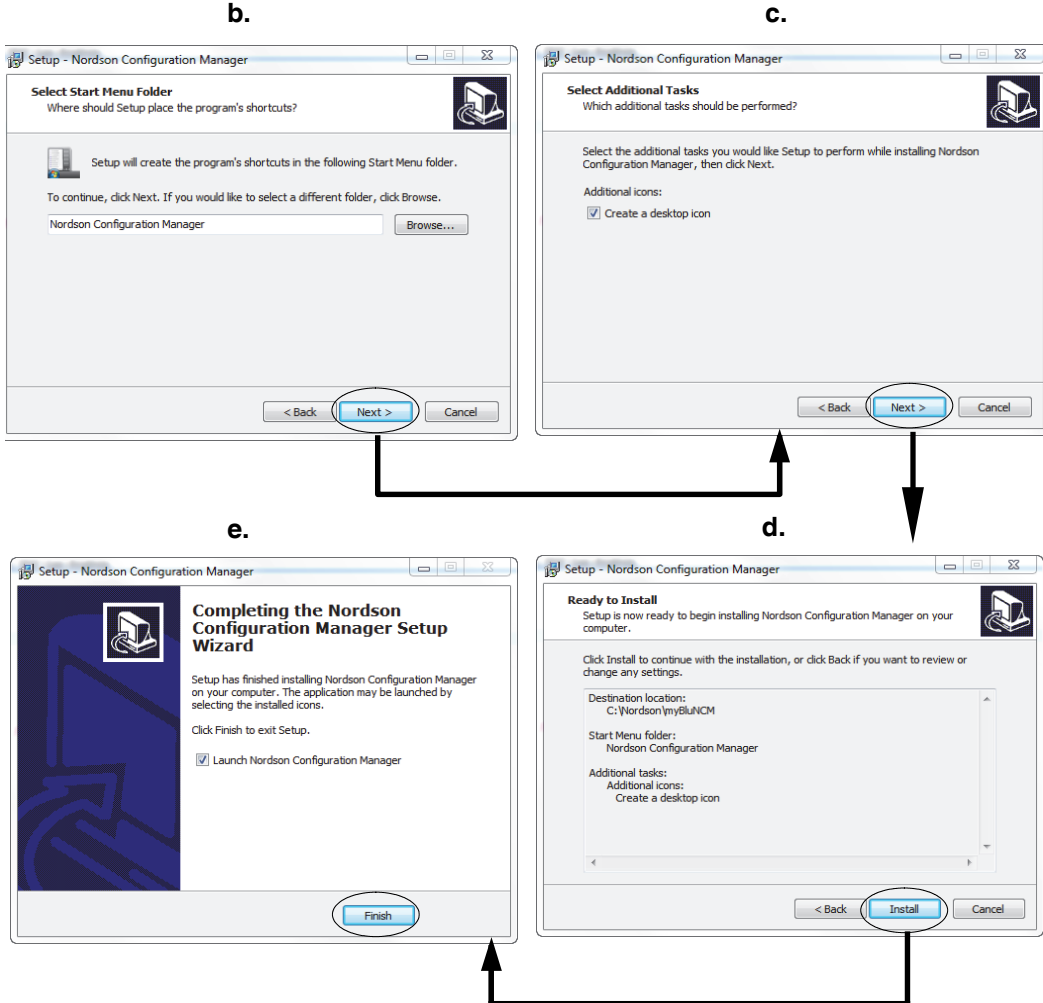 b.
Setup - Nordson Configuration Manager
Select Start Menu Folder
Where should Setup place the program's shortcuts?
Setup will create the program's shortcuts in the following Start Menu folder.
To continue, click Next. If you would like to select a different folder, click Browse.
Nordson Configuration Manager
Browse...
< Back
Next >
Cancel
c.
Setup - Nordson Configuration Manager
Select Additional Tasks
Which additional tasks should be performed?
Select the additional tasks you would like Setup to perform while installing Nordson
Configuration Manager, then click Next.
Additional icons:
Create a desktop icon
< Back
Next >
Cancel
d.
Setup - Nordson Configuration Manager
Ready to Install
Setup is now ready to begin installing Nordson Configuration Manager on your
computer.
Click Install to continue with the installation, or click Back if you want to review or
change any settings.
Destination location:
C:\Nordson\myBluNCM
Start Menu folder:
Nordson Configuration Manager
Additional tasks:
Additional icons:
Create a desktop icon
< Back
Install
Cancel
e.
Setup - Nordson Configuration Manager
Completing the Nordson
Configuration Manager Setup
Wizard
Setup has finished installing Nordson Configuration Manager
on your computer. The application may be launched by
selecting the installed icons.
Click Finish to exit Setup.
Launch Nordson Configuration Manager
Finish